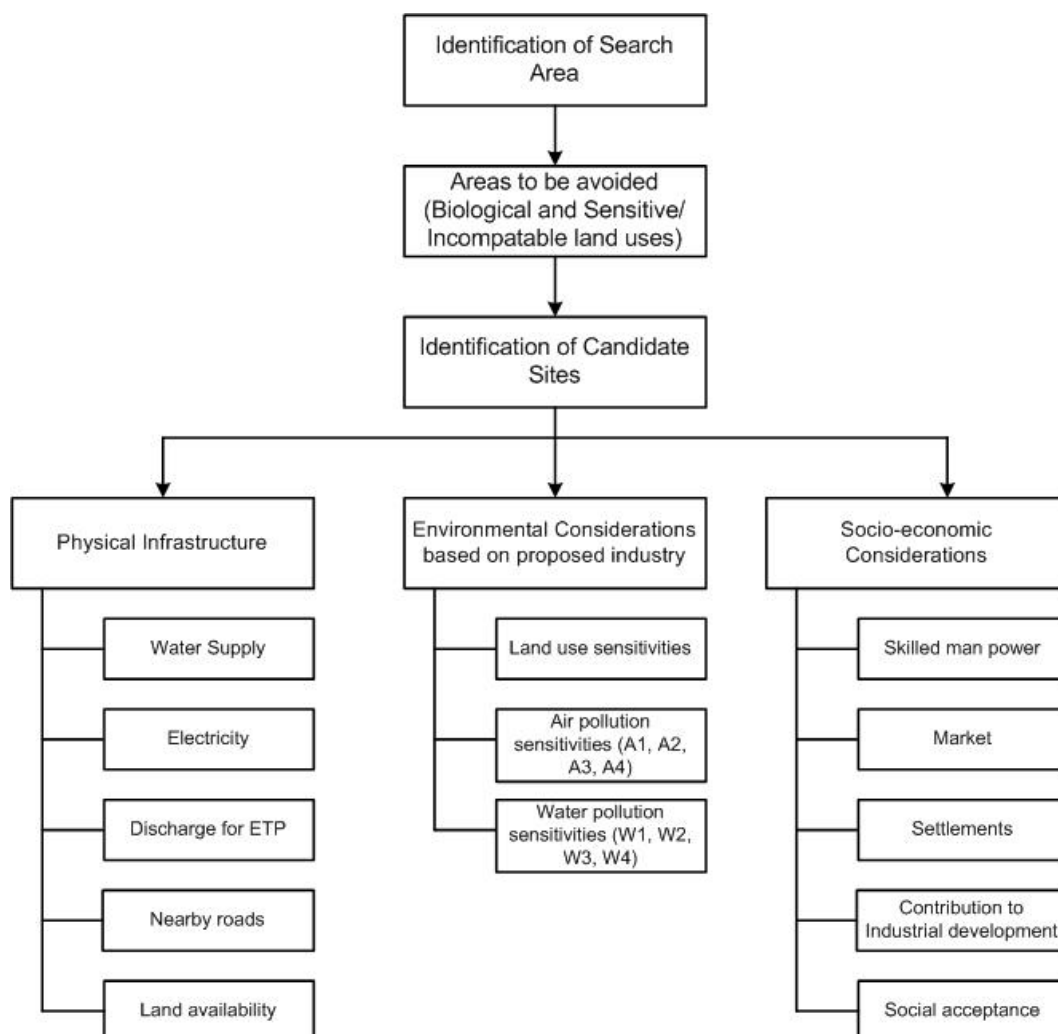 Identification of Search
Area
Areas to be avoided
(Biological and Sensitive/
Incompatable land uses)
Identification of Candidate
Sites
Physical Infrastructure
Water Supply
Electricity
Discharge for ETP
Nearby roads
Land availability
Environmental Considerations
based on proposed industry
Land use sensitivities
Air pollution
sensitivities (A1, A2,
A3, A4)
Water pollution
sensitivities (W1, W2,
W3, W4)
Socio-economic
Considerations
Skilled man power
Market
Settlements
Contribution to
Industrial development
Social acceptance